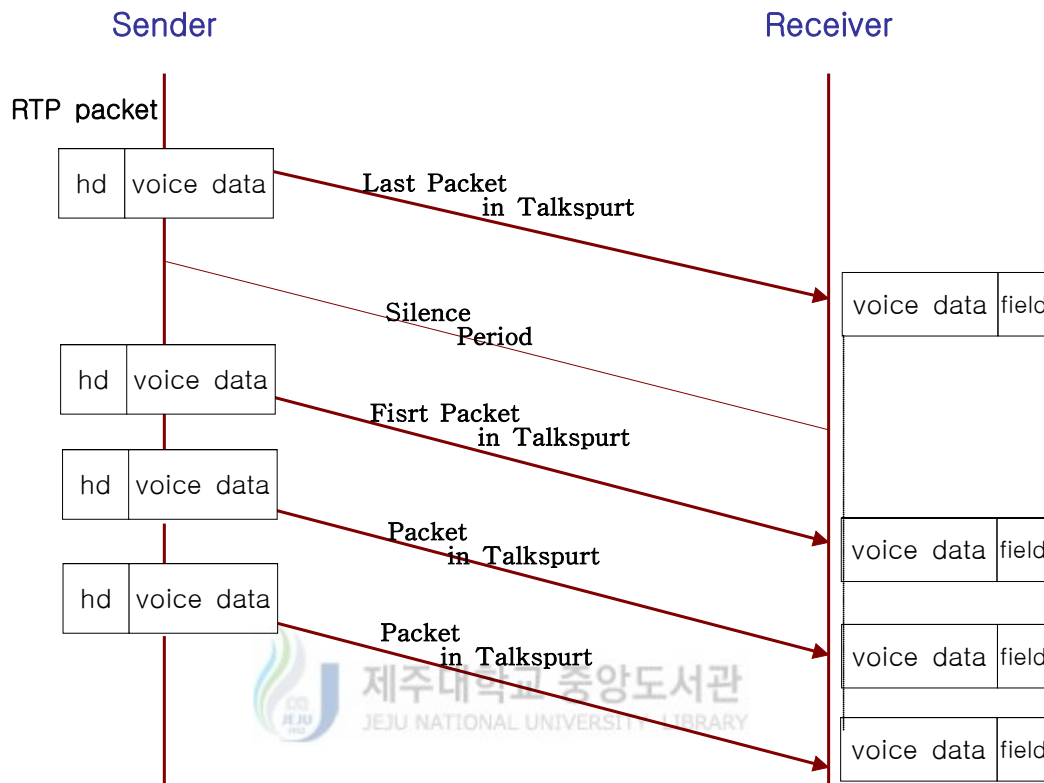 Sender
Receiver
RTP packet
hd
voice data
Last Packet
in Talkspurt
voice data
field
Silence
Period
hd
voice data
Fisrt Packet
in Talkspurt
hd
voice data
Packet
in Talkspurt
voice data
field
hd
voice data
Packet
in Talkspurt
voice data
field
제주대학교 중앙도서관
JEJU NATIONAL UNIVERSITY LIBRARY
JEJU
1952
voice data
field